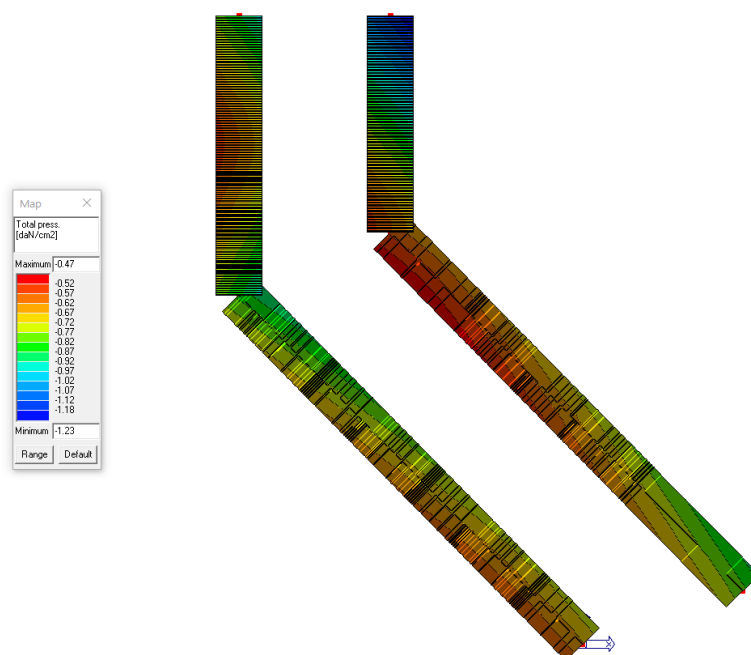 Map
Total press.
[daN/cm2]
Maximum -0.47
-0.52
-0.57
-0.62
-0.67
-0.72
-0.77
-0.82
-0.87
-0.92
-0.97
-1.02
-1.07
-1.12
-1.18
Minimum -1.23
Range Default
X